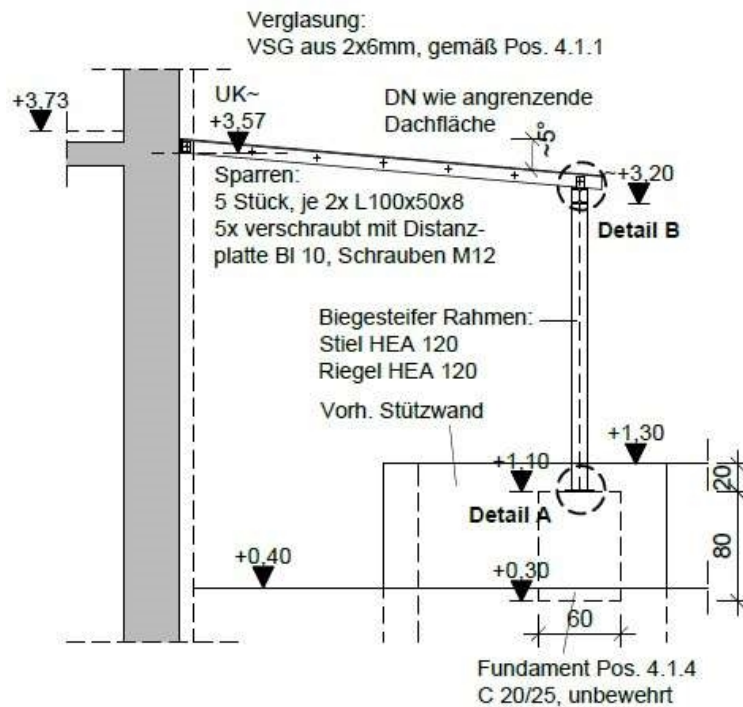 Verglasung:
VSG aus 2x6mm, gemäß Pos. 4.1.1
+3,73
UK~
+3,57
DN wie angrenzende
Dachfläche
~5°
~+3,20
Sparren:
5 Stück, je 2x L100x50x8
5x verschraubt mit Distanz-
platte Bl 10, Schrauben M12
Detail B
Biegesteifer Rahmen:
Stiel HEA 120
Riegel HEA 120
Vorh. Stützwand
+1,30
+1,10
20
Detail A
80
+0,40
+0,30
60
Fundament Pos. 4.1.4
C 20/25, unbewehrt